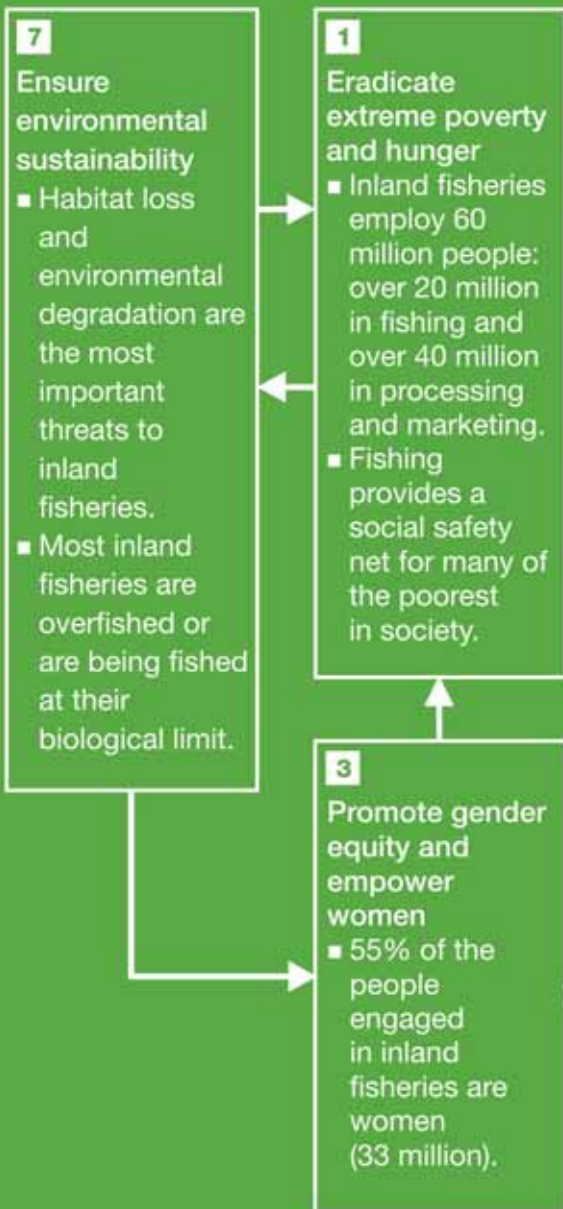 7
Ensure
environmental
sustainability
■ Habitat loss
and
environmental
degradation are
the most
important
threats to
inland
fisheries.
■ Most inland
fisheries are
overfished or
are being fished
at their
biological limit.
1
Eradicate
extreme poverty
and hunger
■ Inland fisheries
employ 60
million people:
over 20 million
in fishing and
over 40 million
in processing
and marketing.
■ Fishing
provides a
social safety
net for many of
the poorest
in society.
3
Promote gender
equity and
empower
women
■ 55% of the
people
engaged
in inland
fisheries are
women
(33 million).